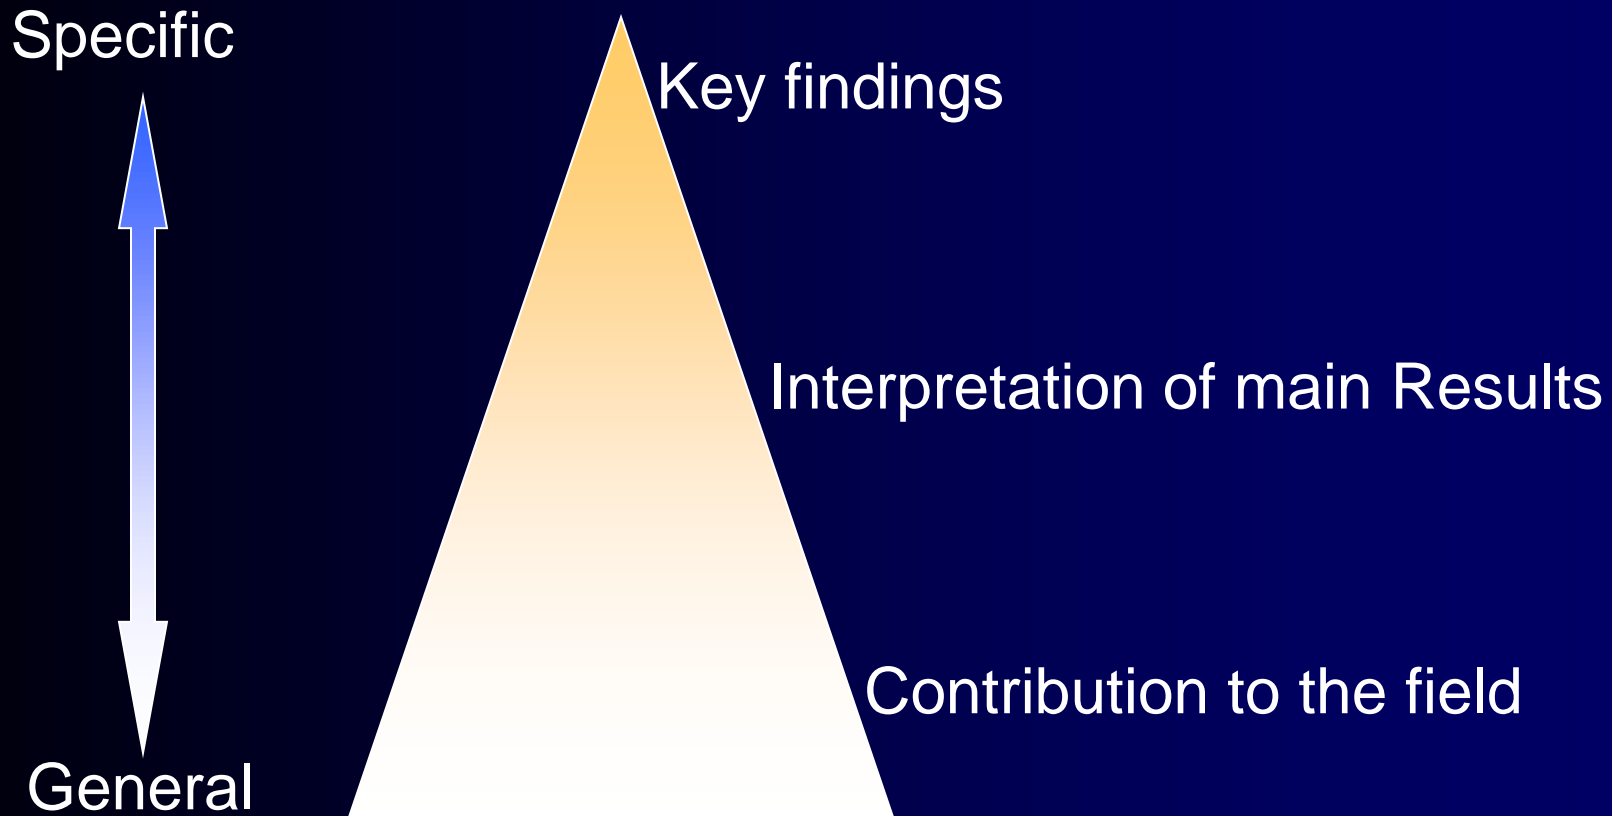 Specific
Key findings
Interpretation of main Results
Contribution to the field
General